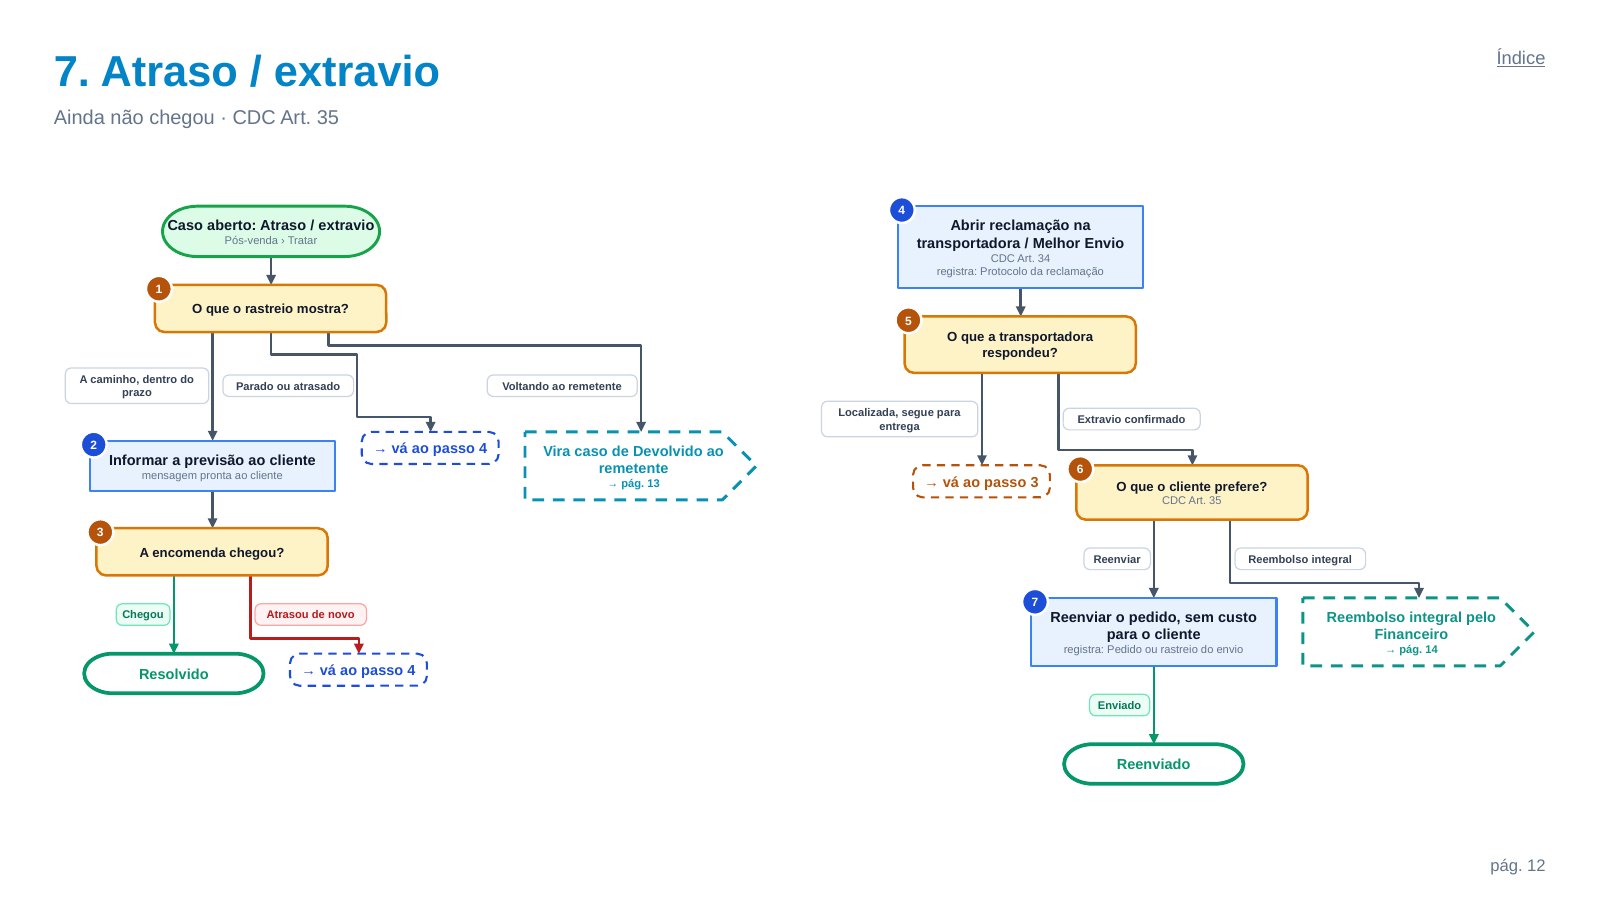 7. Atraso / extravio
Índice
Ainda não chegou · CDC Art. 35
Caso aberto: Atraso / extravio
Pós-venda › Tratar
1
O que o rastreio mostra?
A caminho, dentro do
prazo
Parado ou atrasado
Voltando ao remetente
2
Informar a previsão ao cliente
mensagem pronta ao cliente
→ vá ao passo 4
Vira caso de Devolvido ao
remetente
→ pág. 13
3
A encomenda chegou?
Chegou
Atrasou de novo
Resolvido
→ vá ao passo 4
4
Abrir reclamação na
transportadora / Melhor Envio
CDC Art. 34
registra: Protocolo da reclamação
5
O que a transportadora
respondeu?
Localizada, segue para
entrega
Extravio confirmado
→ vá ao passo 3
6
O que o cliente prefere?
CDC Art. 35
Reenviar
Reembolso integral
7
Reenviar o pedido, sem custo
para o cliente
registra: Pedido ou rastreio do envio
Reembolso integral pelo
Financeiro
→ pág. 14
Enviado
Reenviado
pág. 12